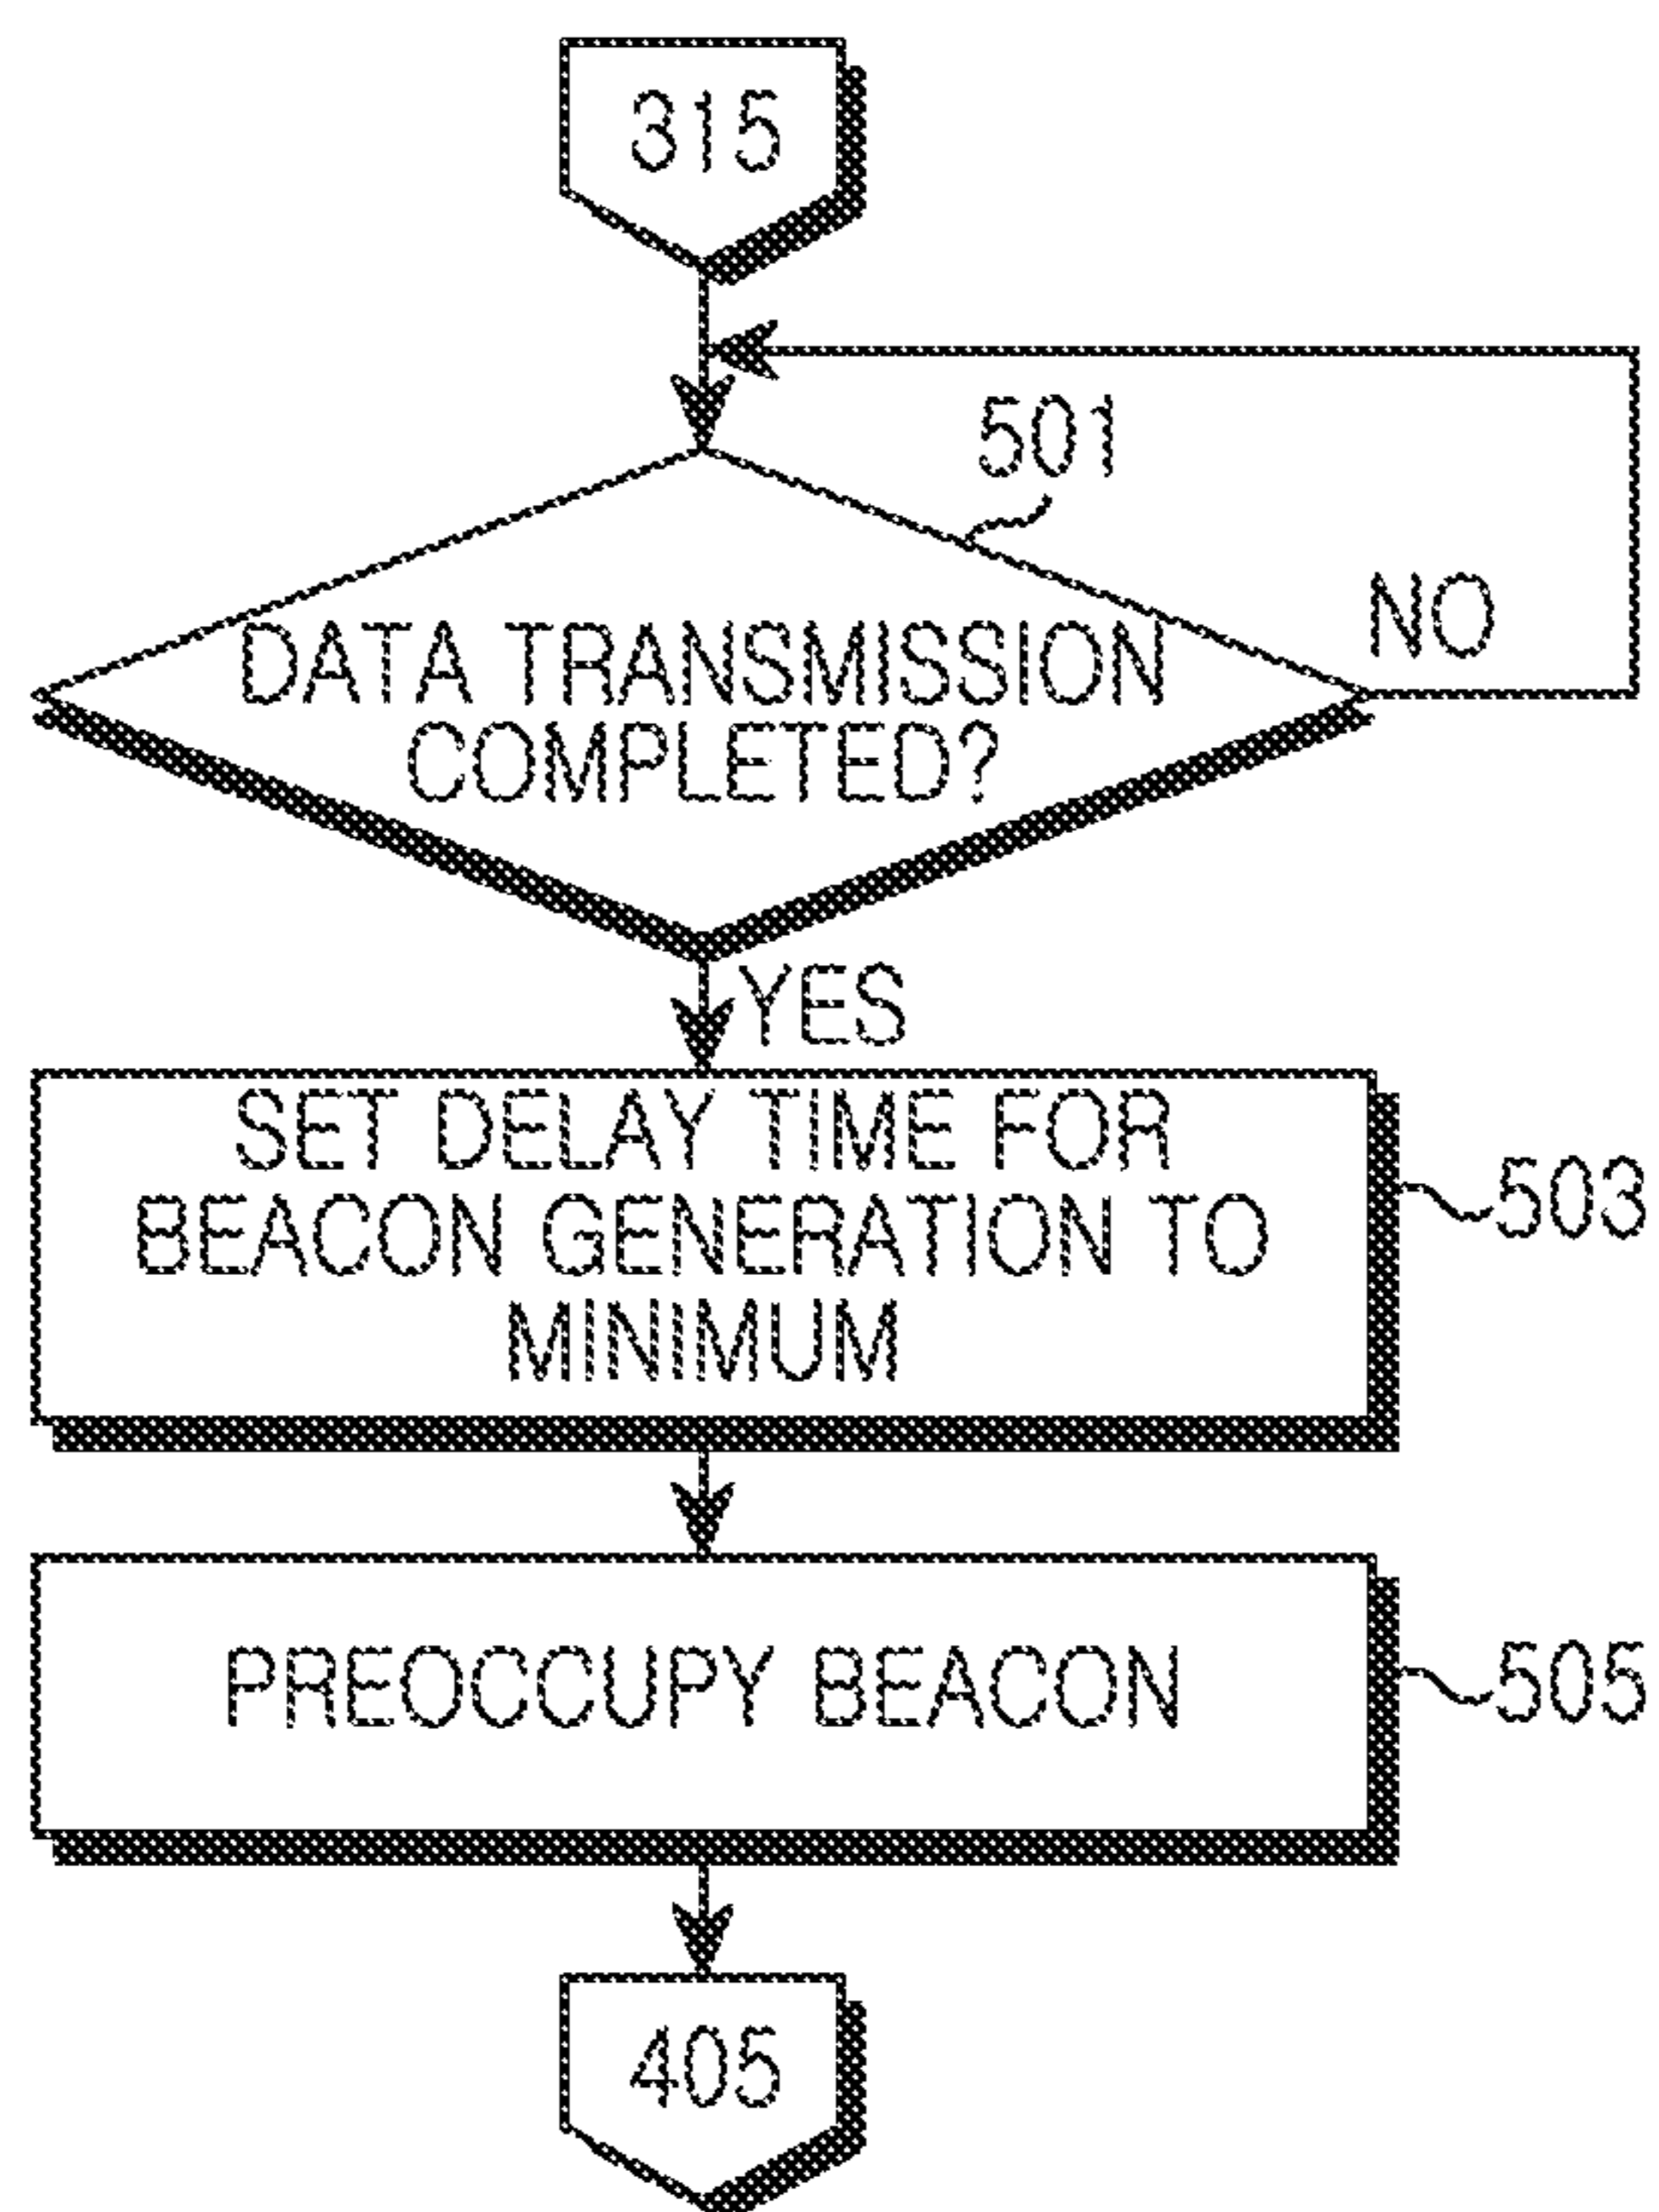 315
501
DATA TRANSMISSION
COMPLETED?
NO
YES
SET DELAY TIME FOR
BEACON GENERATION TO
MINIMUM
503
PREOCCUPY BEACON
505
405